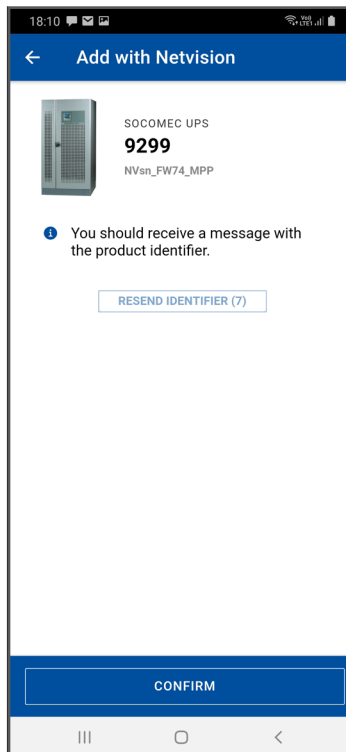 18:10
Add with Netvision
SOCOMEC UPS
9299
NVsn_FW74_MPP
You should receive a message with
the product identifier.
RESEND IDENTIFIER (7)
CONFIRM